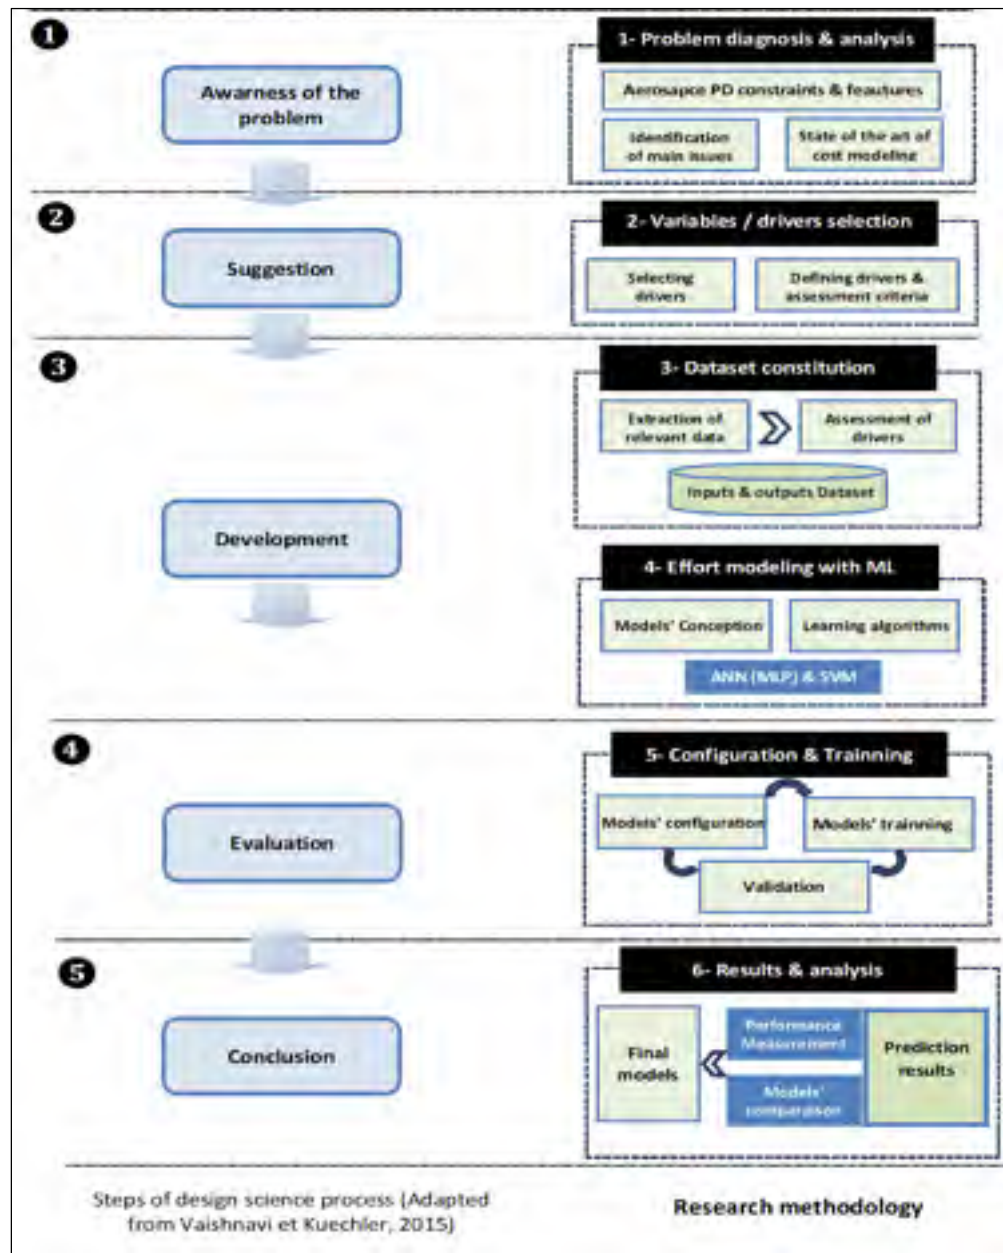 1
Awarness of the
problem
1- Problem diagnosis & analysis
Aerosapce PD constraints & feautures
Identification
of main issues
State of the art of
cost modeling
2
Suggestion
2- Variables / drivers selection
Selecting
drivers
Defining drivers &
assessment criteria
3
Development
3- Dataset constitution
Extraction of
relevant data
Assessment of
drivers
Inputs & outputs Dataset
4- Effort modeling with ML
Models' Conception
Learning algorithms
ANN (MLP) & SVM
4
Evaluation
5- Configuration & Trainning
Models' configuration
Models' trainning
Validation
5
Conclusion
6- Results & analysis
Final
models
Performance
Measurement
Models'
comparaison
Prediction
results
Steps of design science process (Adapted
from Vaishnavi et Kuechler, 2015)
Research methodology